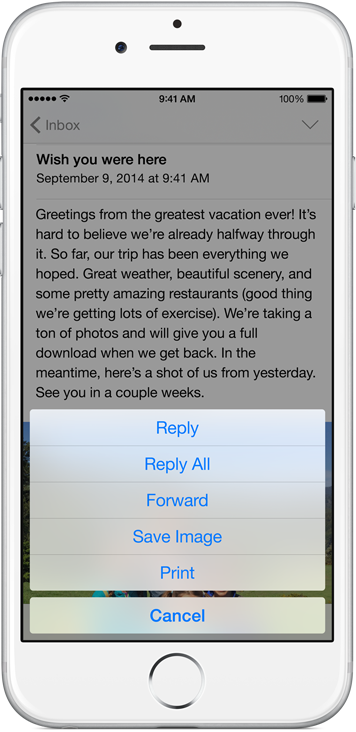 9:41 AM 100%
Inbox
Wish you were here
September 9, 2014 at 9:41 AM
Greetings from the greatest vacation ever! It’s
hard to believe we’re already halfway through
it. So far, our trip has been everything we
hoped. Great weather, beautiful scenery, and
some pretty amazing restaurants (good thing
we’re getting lots of exercise). We’re taking a
ton of photos and will give you a full
download when we get back. In the
meantime, here’s a shot of us from yesterday.
See you in a couple weeks.
Reply
Reply All
Forward
Save Image
Print
Cancel